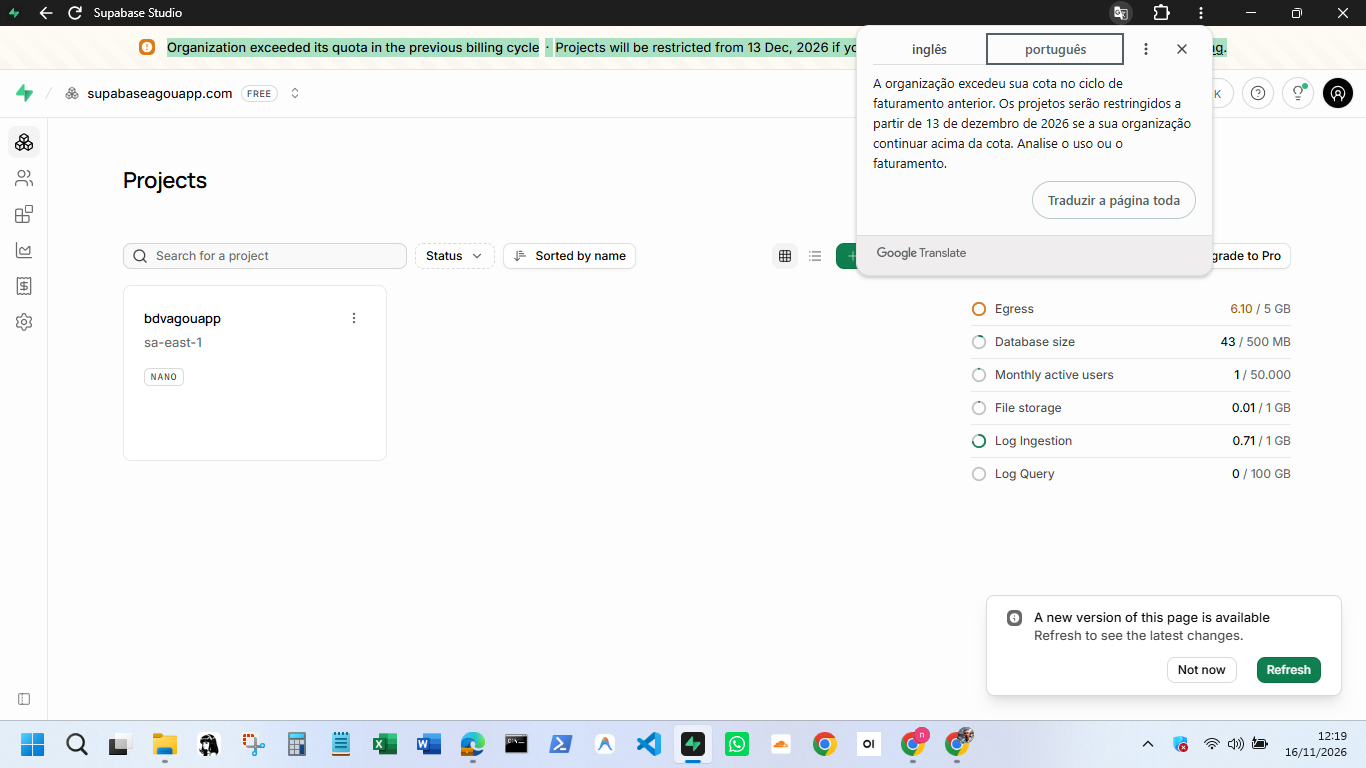 Supabase Studio
Organization exceeded its quota in the previous billing cycle · Projects will be restricted from 13 Dec, 2026 if
inglês português
A organização excedeu sua cota no ciclo de
faturamento anterior. Os projetos serão restringidos a
partir de 13 de dezembro de 2026 se a sua organização
continuar acima da cota. Analise o uso ou o
faturamento.
Traduzir a página toda
Google Translate
supabaseagouapp.com FREE
K
Projects
Search for a project
Status
Sorted by name
grade to Pro
bdvagouapp
sa-east-1
NANO
Egress 6.10 / 5 GB
Database size 43 / 500 MB
Monthly active users 1 / 50.000
File storage 0.01 / 1 GB
Log Ingestion 0.71 / 1 GB
Log Query 0 / 100 GB
A new version of this page is available
Refresh to see the latest changes.
Not now Refresh
OI
n
12:19
16/11/2026